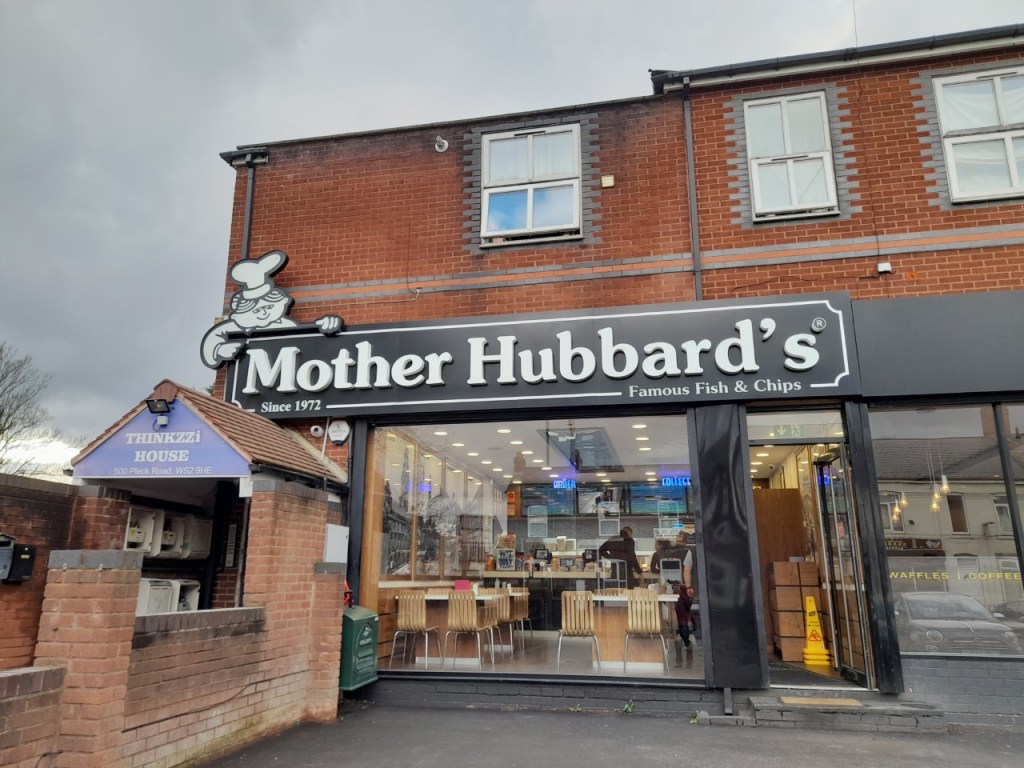 Mother Hubbard's®
Since 1972
Famous Fish & Chips
THINKZZi
HOUSE
500 Pleck Road, WS2 9HE
ORDER
COLLECT
WAFFLES | COFFEE